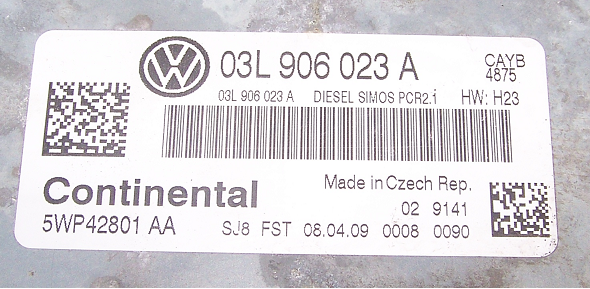 03L 906 023 A
CAYB
4875
03L 906 023 A DIESEL SIMOS PCR2.1 HW: H23
Continental
Made in Czech Rep.
02 9141
5WP42801 AA
SJ8 FST 08.04.09 0008 0090